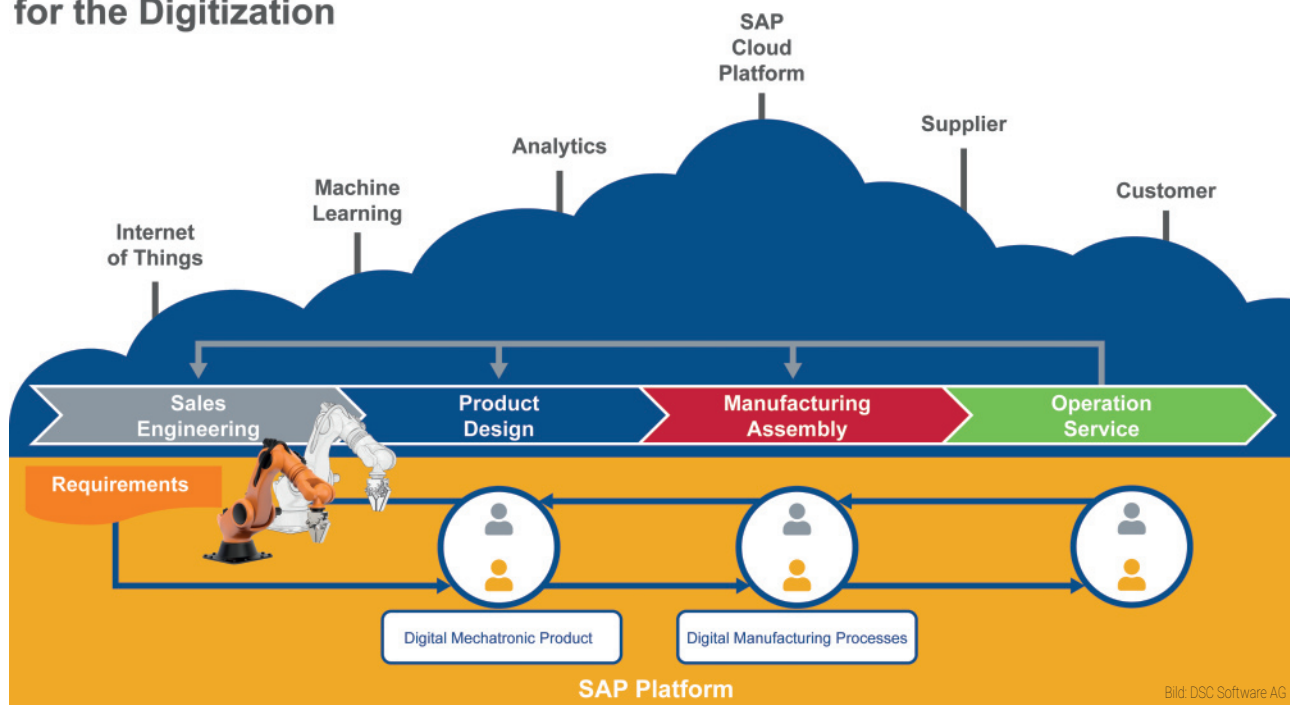 for the Digitization
SAP
Cloud
Platform
Supplier
Analytics
Customer
Machine
Learning
Internet
of Things
Sales
Engineering
Product
Design
Manufacturing
Assembly
Operation
Service
Requirements
Digital Mechatronic Product
Digital Manufacturing Processes
SAP Platform
Bild: DSC Software AG